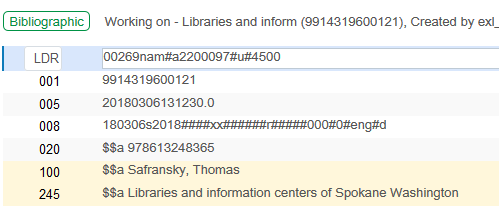 Bibliographic Working on - Libraries and inform (9914319600121), Created by exl_
LDR 00269nam#a2200097#u#4500
001 9914319600121
005 20180306131230.0
008 180306s2018####xx######r#####000#0#eng#d
020 $$a 978613248365
100 $$a Safransky, Thomas
245 $$a Libraries and information centers of Spokane Washington